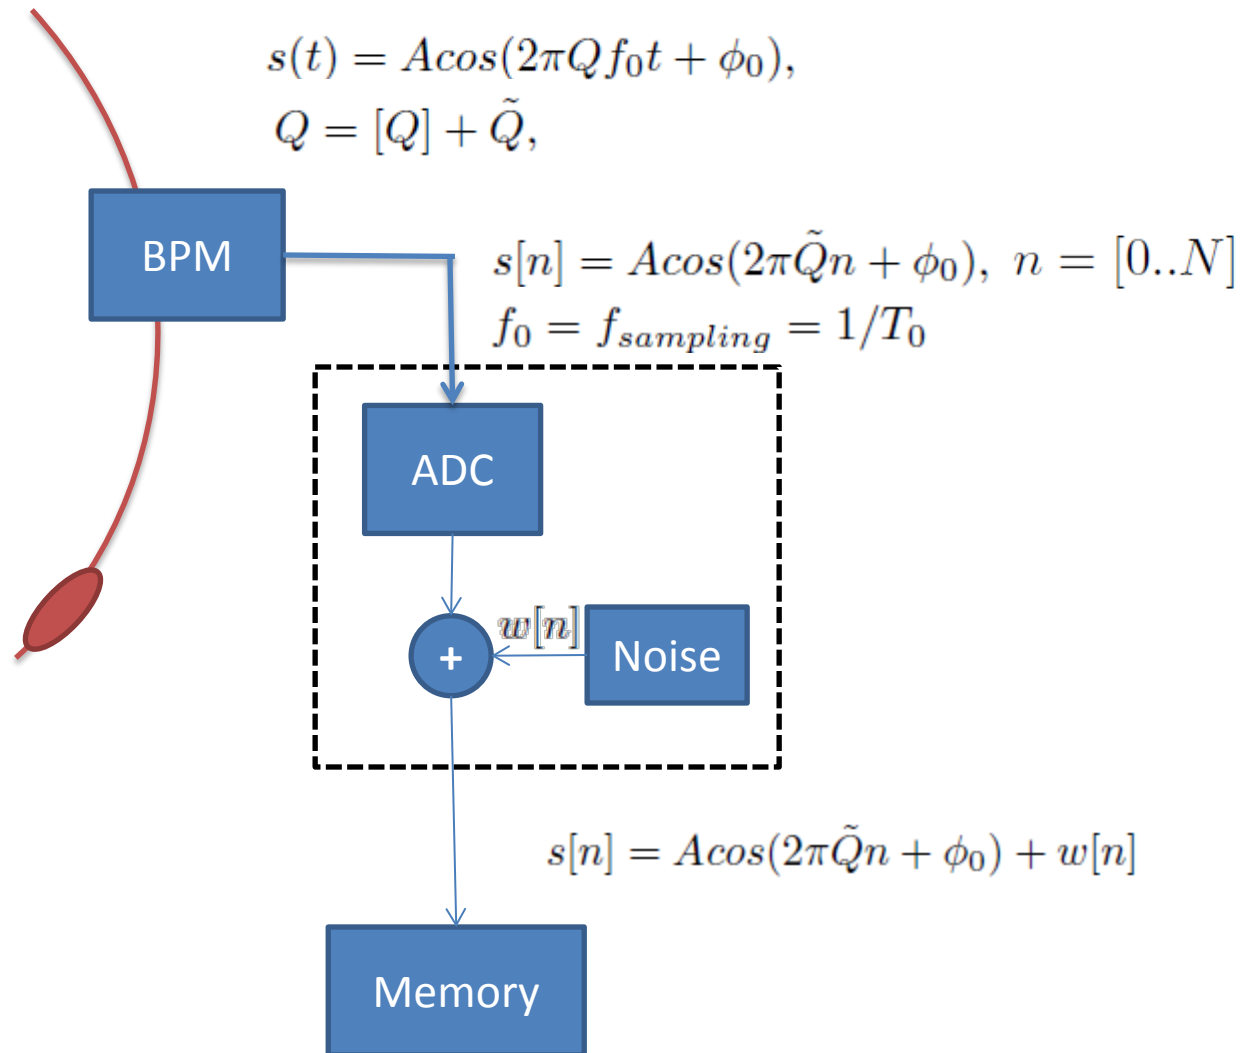 s(t) = Acos(2πQf₀t + ϕ₀),
Q = [Q] + Q̃,
BPM
s[n] = Acos(2πQ̃n + ϕ₀), n = [0..N]
f₀ = f_sampling = 1/T₀
ADC
w[n]
+
Noise
s[n] = Acos(2πQ̃n + ϕ₀) + w[n]
Memory